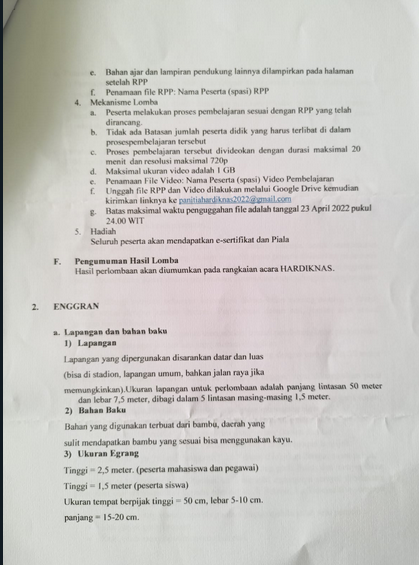 e. Bahan ajar dan lampiran pendukung lainnya dilampirkan pada halaman
setelah RPP
f. Penamaan file RPP: Nama Peserta (spasi) RPP
4. Mekanisme Lomba
a. Peserta melakukan proses pembelajaran sesuai dengan RPP yang telah
dirancang.
b. Tidak ada Batasan jumlah peserta didik yang harus terlibat di dalam
prosespembelajaran tersebut
c. Proses pembelajaran tersebut divideokan dengan durasi maksimal 20
menit dan resolusi maksimal 720p
d. Maksimal ukuran video adalah 1 GB
e. Penamaan File Video: Nama Peserta (spasi) Video Pembelajaran
f. Unggah file RPP dan Video dilakukan melalui Google Drive kemudian
kirimkan linknya ke panitiahardiknas2022@gmail.com
g. Batas maksimal waktu pengugghahan file adalah tanggal 23 April 2022 pukul
24.00 WIT
5. Hadiah
Seluruh peserta akan mendapatkan e-sertifikat dan Piala
F. Pengumuman Hasil Lomba
Hasil perlombaan akan diumumkan pada rangkaian acara HARDIKNAS.
2. ENGGRAN
a. Lapangan dan bahan baku
1) Lapangan
Lapangan yang dipergunakan disarankan datar dan luas
(bisa di stadion, lapangan umum, bahkan jalan raya jika
memungkinkan).Ukuran lapangan untuk perlombaan adalah panjang lintasan 50 meter
dan lebar 7,5 meter, dibagi dalam 5 lintasan masing-masing 1,5 meter.
2) Bahan Baku
Bahan yang digunakan terbuat dari bambu, daerah yang
sulit mendapatkan bambu yang sesuai bisa menggunakan kayu.
3) Ukuran Egrang
Tinggi = 2,5 meter. (peserta mahasiswa dan pegawai)
Tinggi = 1,5 meter (peserta siswa)
Ukuran tempat berpijak tinggi = 50 cm, lebar 5-10 cm.
panjang = 15-20 cm.